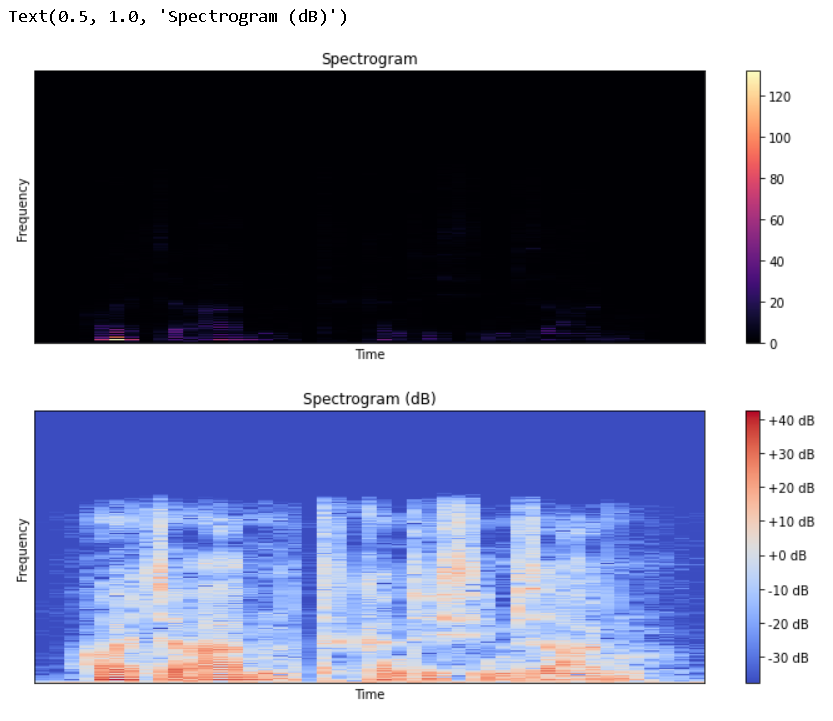 Text(0.5, 1.0, 'Spectrogram (dB)')
Spectrogram
Frequency
Time
120
100
80
60
40
20
0
Spectrogram (dB)
Frequency
Time
+40 dB
+30 dB
+20 dB
+10 dB
+0 dB
-10 dB
-20 dB
-30 dB